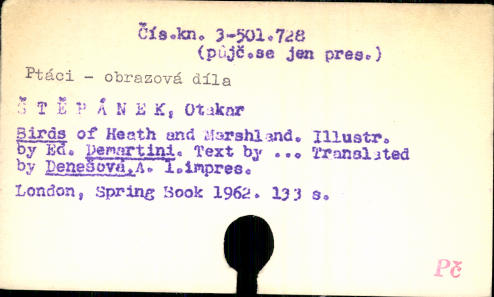 Čís.kn. 3-501.728
(půjč.se jen pres.)
Ptáci - obrazová díla
Š T Ě P Á N E K, Otakar
Birds of Heath and Marshland. Illustr.
by Ed. Demartini. Text by ... Translated
by Denešová,A. 1.impres.
London, Spring Book 1962. 133 s.
Pč